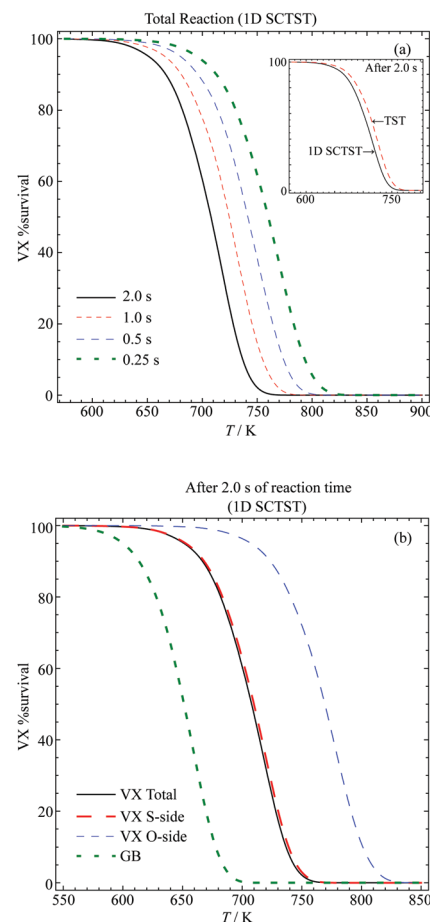 Total Reaction (1D SCTST)
100
80
60
40
20
0
VX %survival
(a)
After 2.0 s
100
0
TST
1D SCTST
600
750
2.0 s
1.0 s
0.5 s
0.25 s
600 650 700 750 800 850 900
T / K
After 2.0 s of reaction time
(1D SCTST)
100
80
60
40
20
0
VX %survival
(b)
VX Total
VX S-side
VX O-side
GB
550 600 650 700 750 800 850
T / K